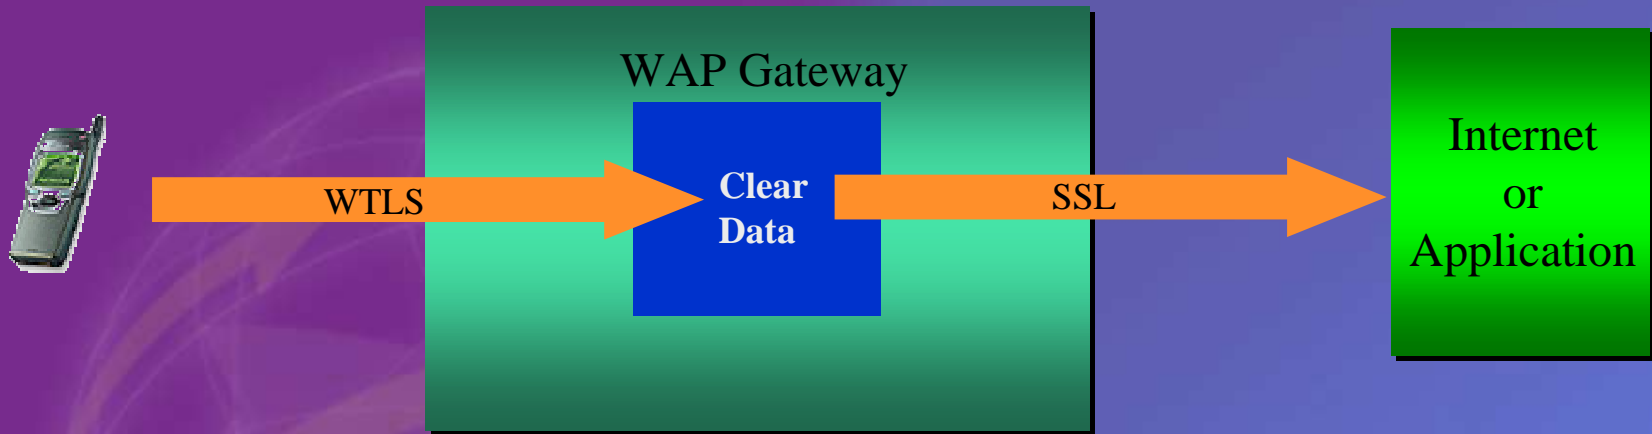 WAP Gateway
WTLS
Clear
Data
SSL
Internet
or
Application